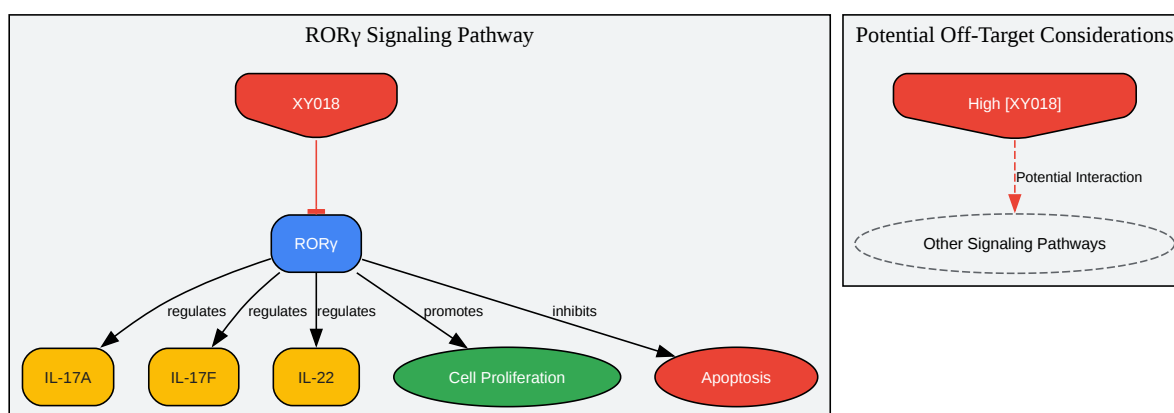 RORγ Signaling Pathway
XY018
RORγ
regulates
regulates
regulates
promotes
inhibits
IL-17A
IL-17F
IL-22
Cell Proliferation
Apoptosis
Potential Off-Target Considerations
High [XY018]
Potential Interaction
Other Signaling Pathways